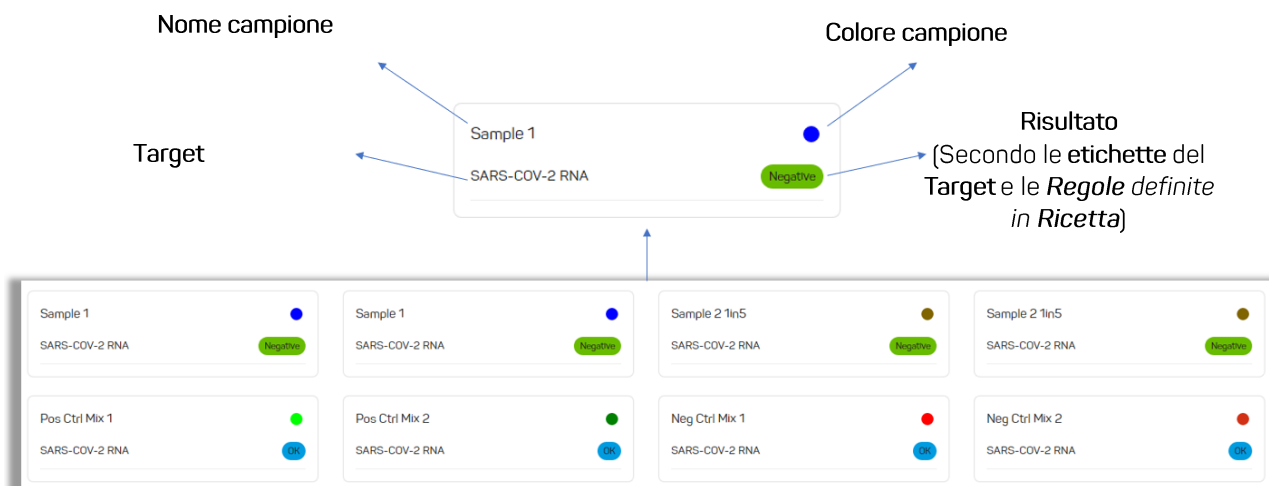 Nome campione
Colore campione
Sample 1
Target
SARS-COV-2 RNA
Negative
Risultato
(Secondo le etichette del
Target e le Regole definite
in Ricetta)
Sample 1
SARS-COV-2 RNA
Negative
Sample 1
SARS-COV-2 RNA
Negative
Sample 2 1in5
SARS-COV-2 RNA
Negative
Sample 2 1in5
SARS-COV-2 RNA
Negative
Pos Ctrl Mix 1
SARS-COV-2 RNA
OK
Pos Ctrl Mix 2
SARS-COV-2 RNA
OK
Neg Ctrl Mix 1
SARS-COV-2 RNA
OK
Neg Ctrl Mix 2
SARS-COV-2 RNA
OK